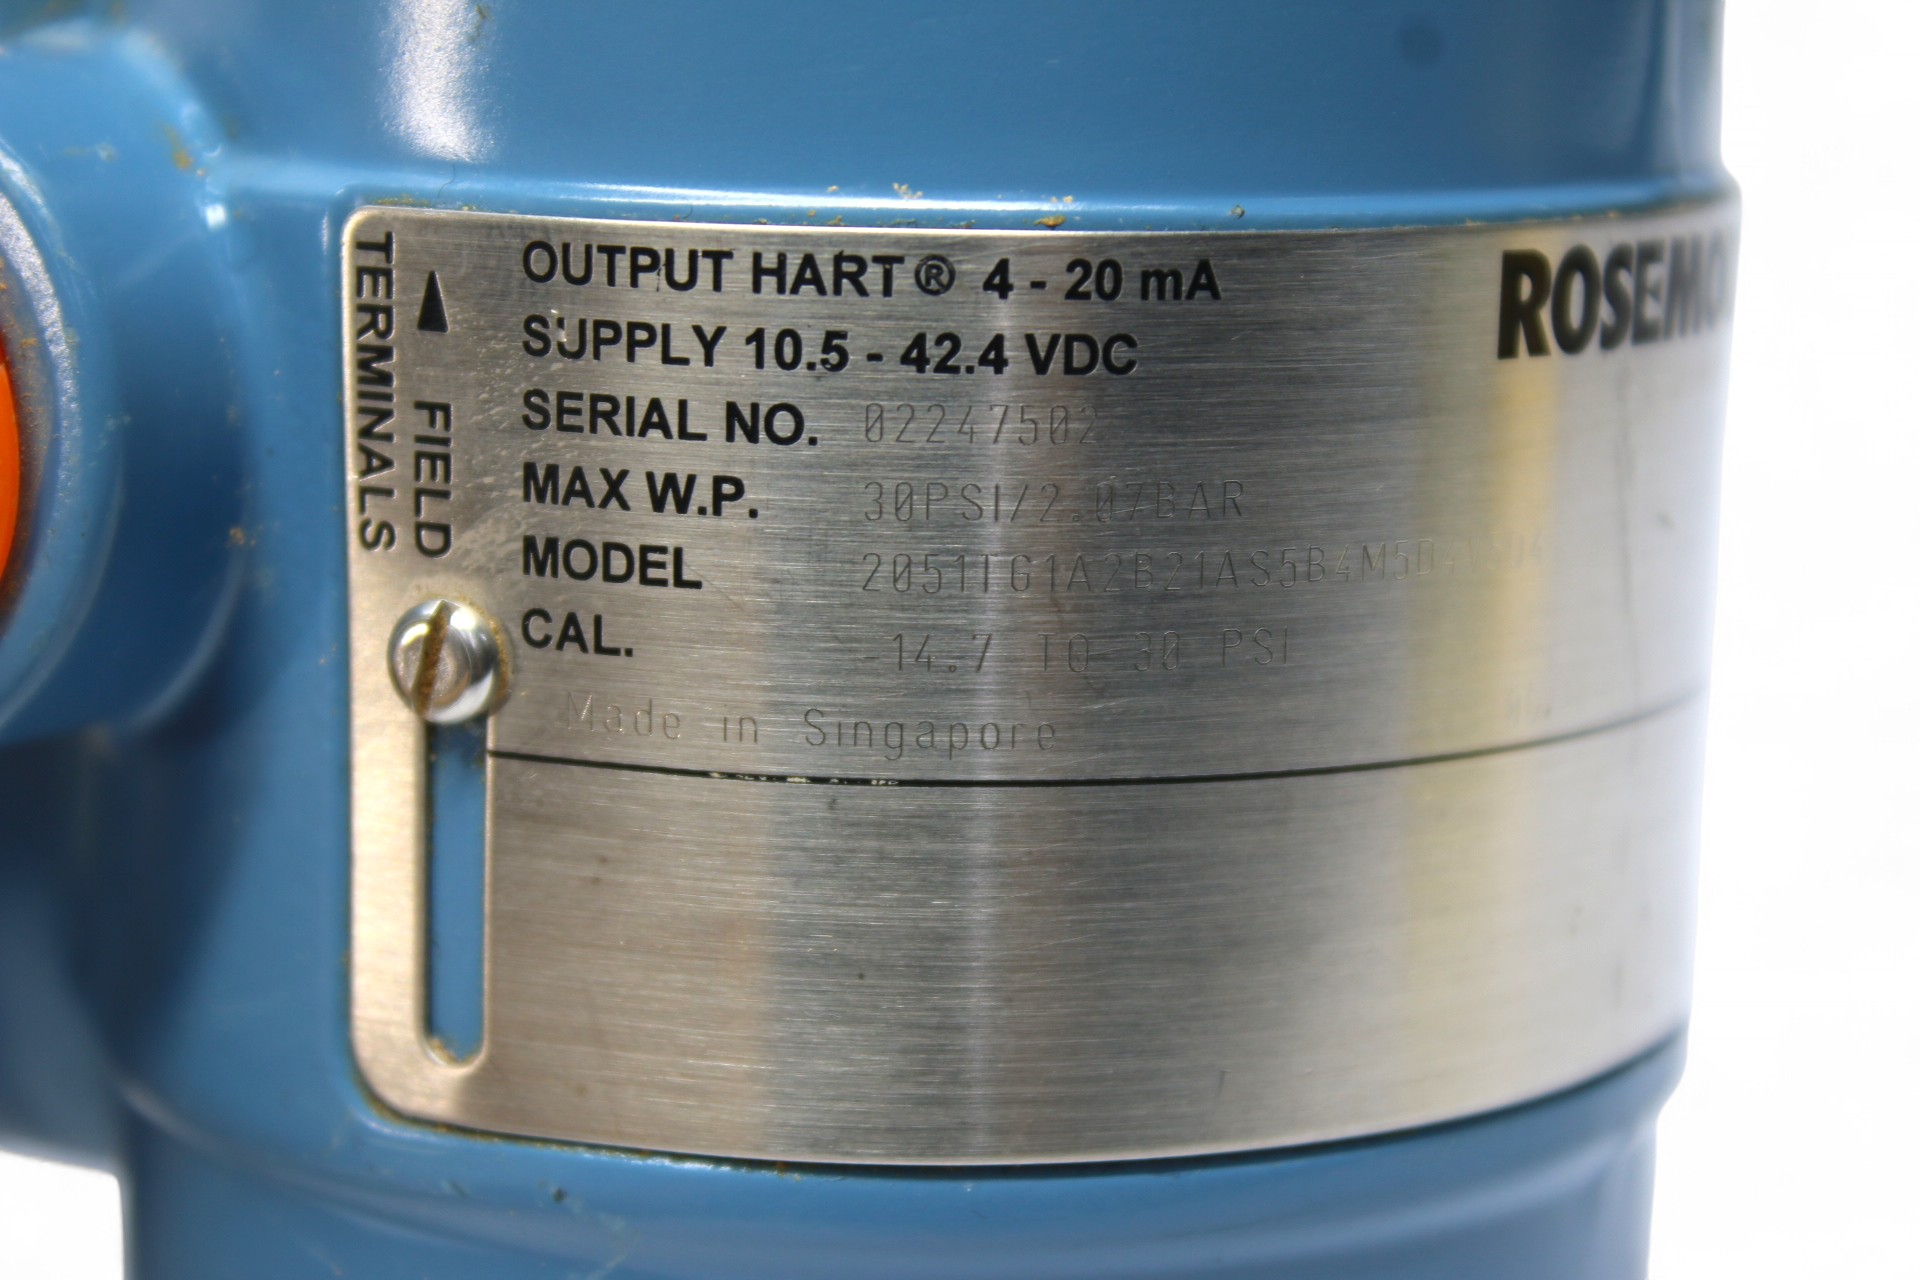 OUTPUT HART® 4 - 20 mA
ROSEMO
SUPPLY 10.5 - 42.4 VDC
SERIAL NO. 02247502
MAX W.P. 30PSI/2.07BAR
MODEL
CAL. -14.7 TO 30 PSI
Made in Singapore
FIELD
TERMINALS